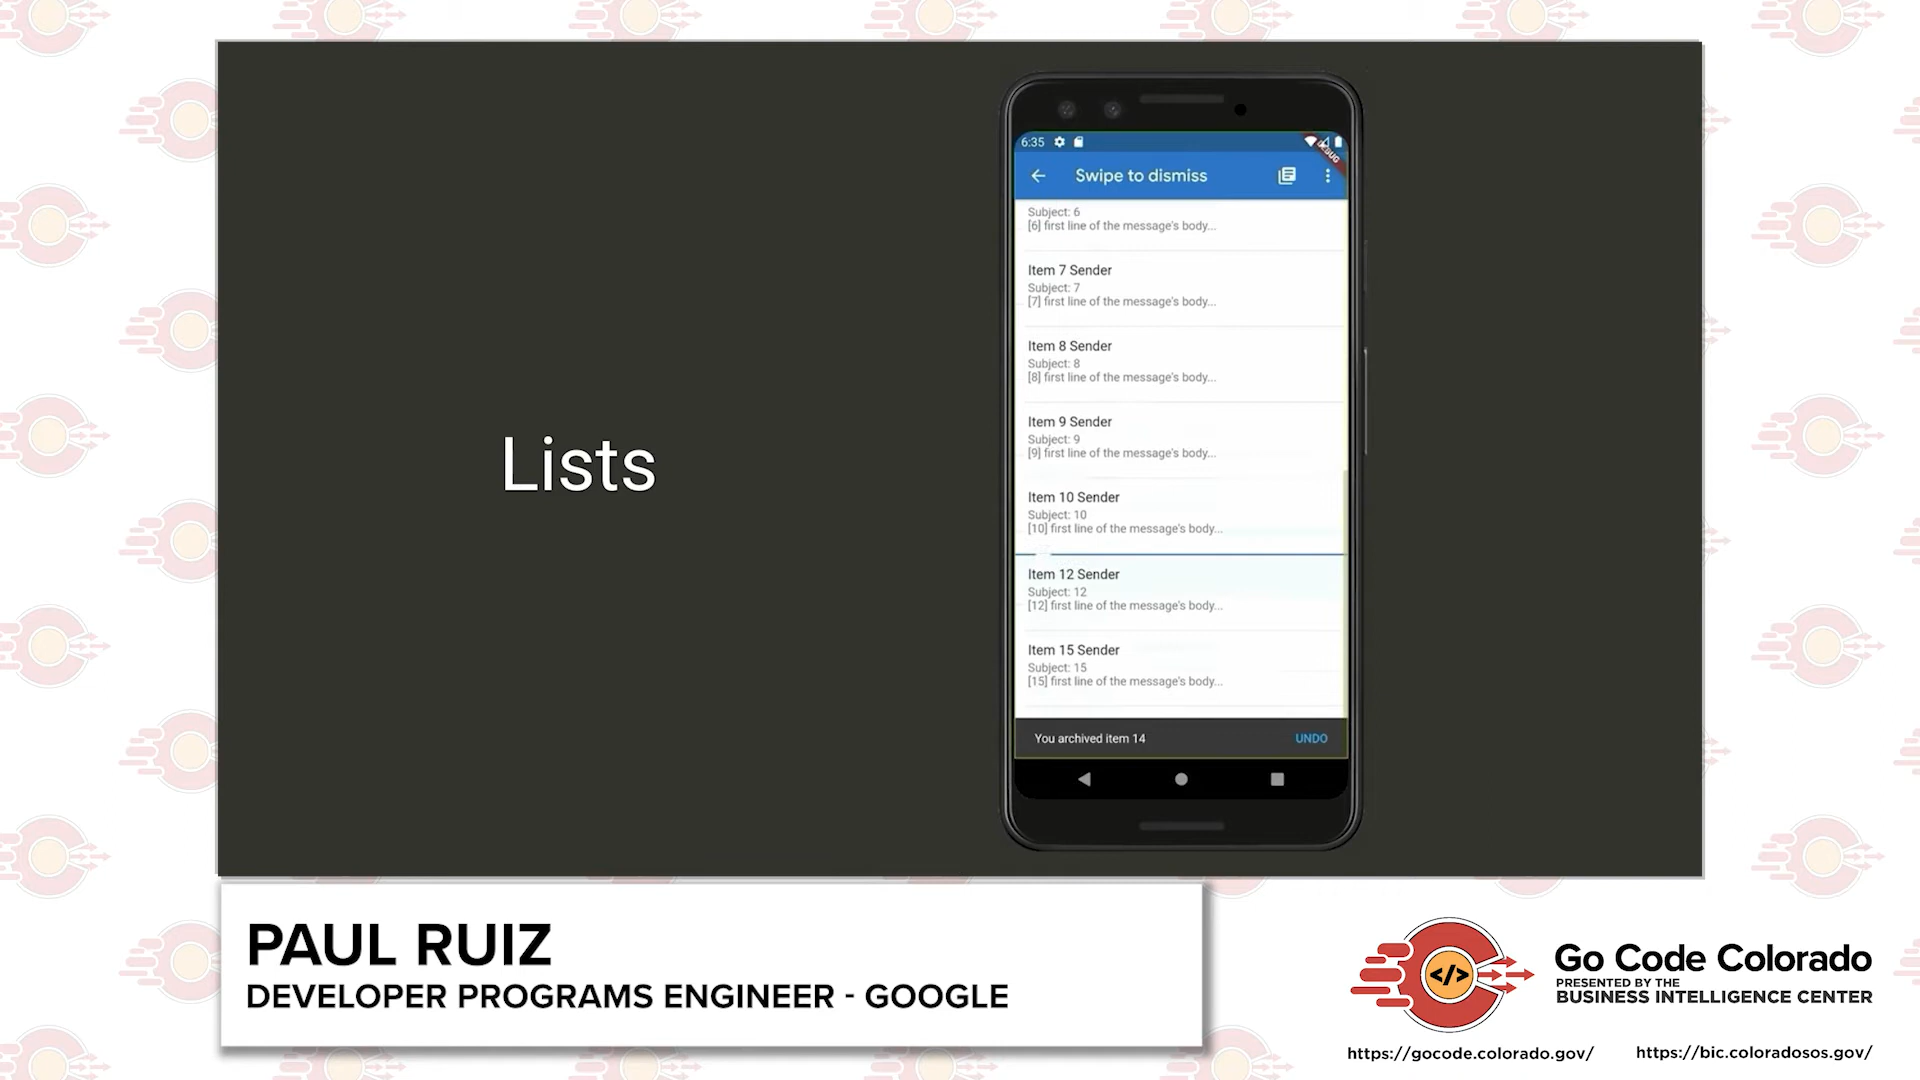 Lists
6:35
DEBUG
Swipe to dismiss
Subject: 6
[6] first line of the message's body...
Item 7 Sender
Subject: 7
[7] first line of the message's body...
Item 8 Sender
Subject: 8
[8] first line of the message's body...
Item 9 Sender
Subject: 9
[9] first line of the message's body...
Item 10 Sender
Subject: 10
[10] first line of the message's body...
Item 12 Sender
Subject: 12
[12] first line of the message's body...
Item 15 Sender
Subject: 15
[15] first line of the message's body...
You archived item 14 UNDO
PAUL RUIZ
DEVELOPER PROGRAMS ENGINEER - GOOGLE
</>
Go Code Colorado
PRESENTED BY THE
BUSINESS INTELLIGENCE CENTER
https://gocode.colorado.gov/ https://bic.coloradosos.gov/